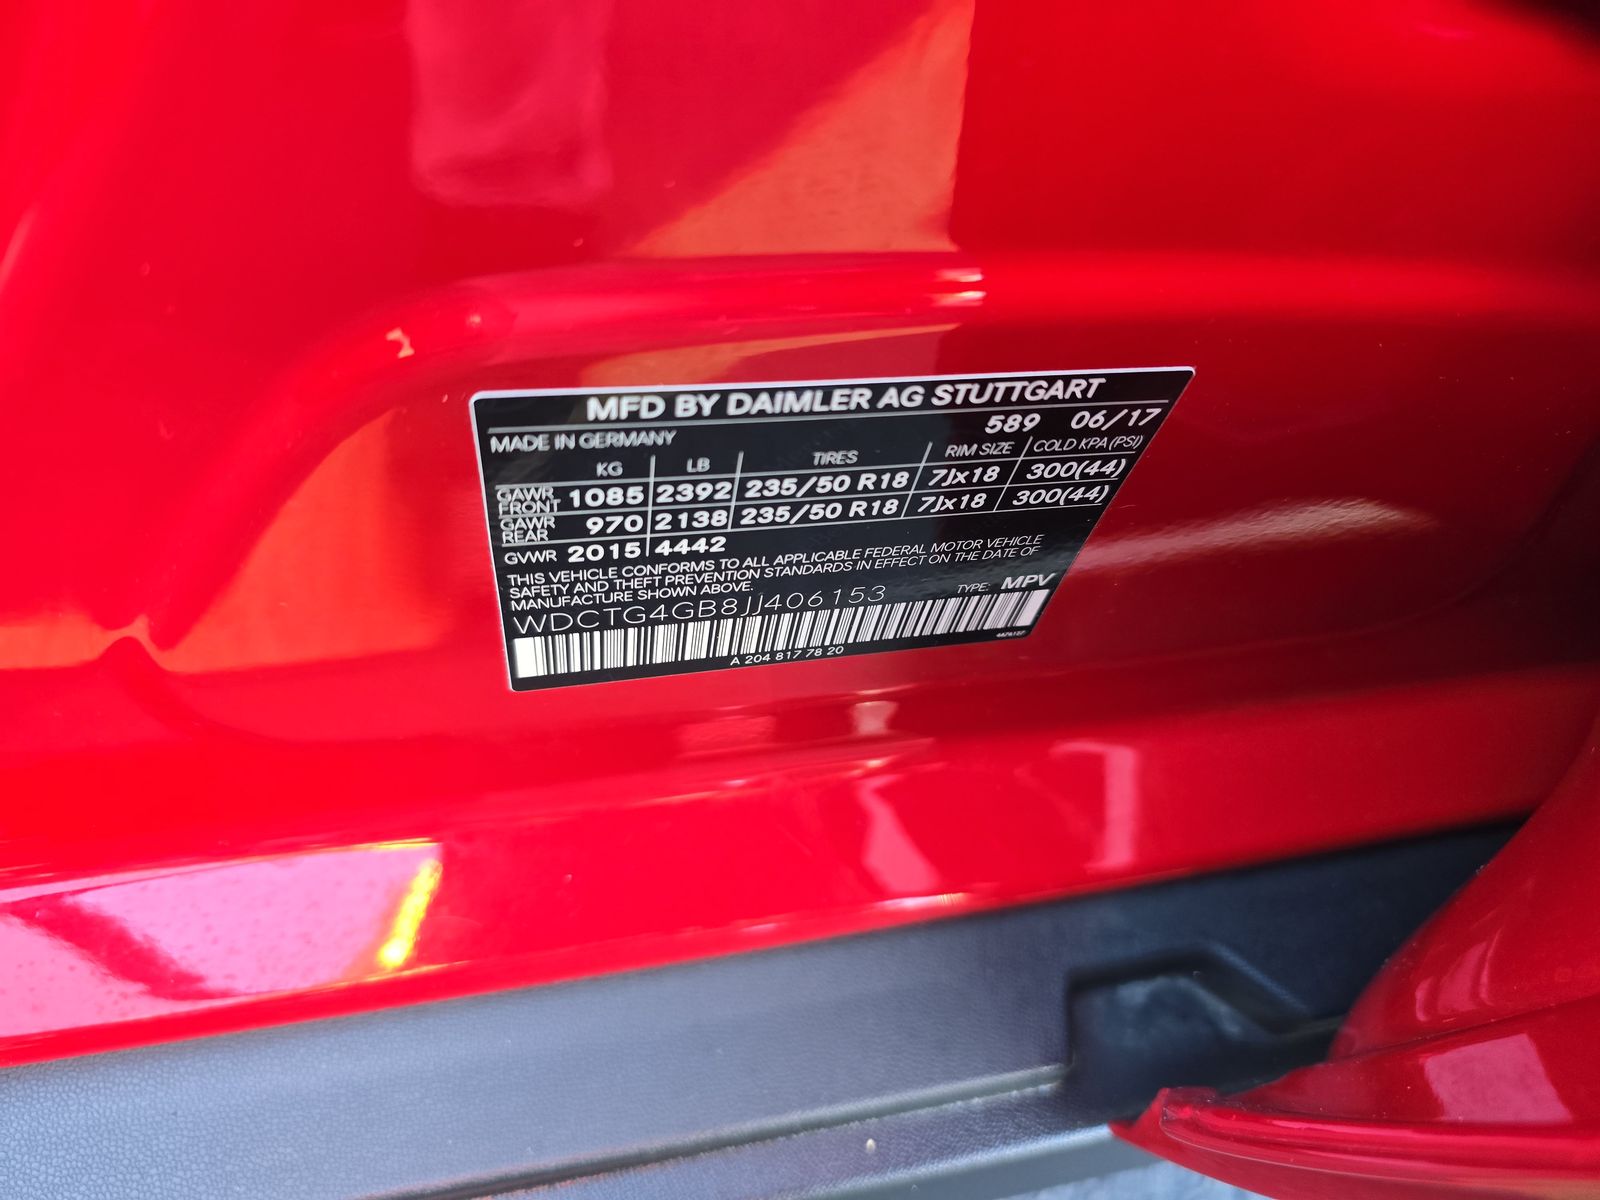 MFD BY DAIMLER AG STUTTGART
589 06/17
MADE IN GERMANY
KG LB TIRES RIM SIZE COLD KPA (PSI)
GAWR FRONT 1085 2392 235/50 R18 7Jx18 300(44)
GAWR REAR 970 2138 235/50 R18 7Jx18 300(44)
GVWR 2015 4442
THIS VEHICLE CONFORMS TO ALL APPLICABLE FEDERAL MOTOR VEHICLE
SAFETY AND THEFT PREVENTION STANDARDS IN EFFECT ON THE DATE OF
MANUFACTURE SHOWN ABOVE.
WDCTG4GB8JJ406153 TYPE: MPV
A 204 817 78 20